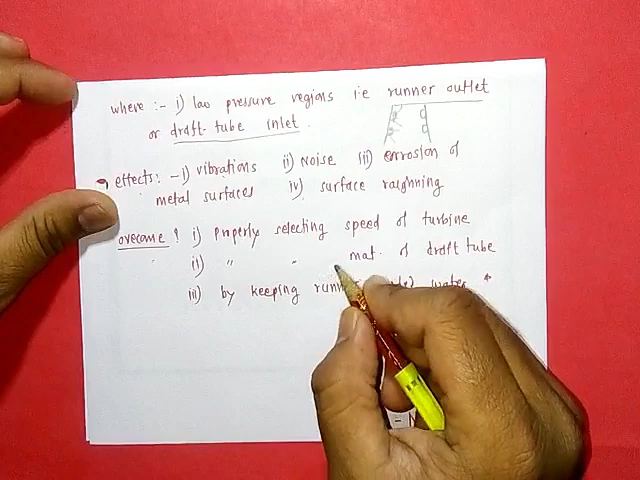 where :- i) low pressure regions i.e runner outlet
or draft-tube inlet.
effects: - i) vibrations ii) Noise iii) errosion of
metal surfaces iv) surface roughning
overcome : i) Properly selecting speed of turbine
ii) " " mat. of draft tube
iii) by keeping water